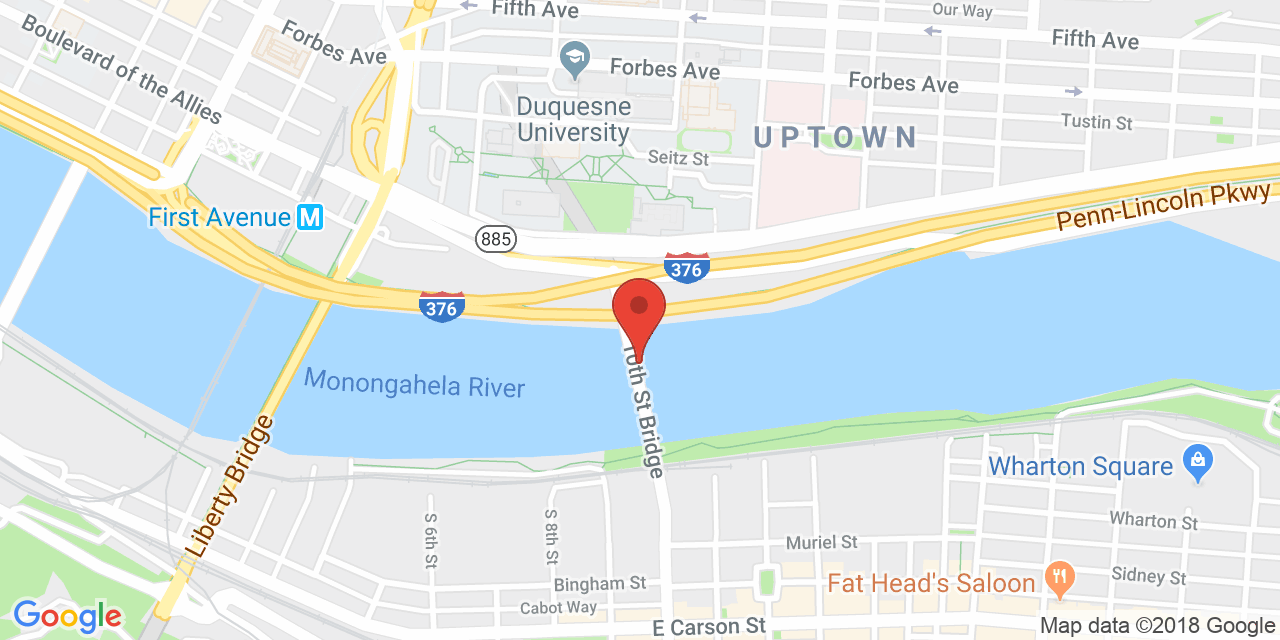 Fifth Ave
Our Way
Boulevard of the Allies
Forbes Ave
Fifth Ave
Forbes Ave
Forbes Ave
Duquesne
University
Tustin St
UPTOWN
Seitz St
First Avenue M
885
Penn-Lincoln Pkwy
376
376
10th St Bridge
Monongahela River
Liberty Bridge
Wharton Square
S 6th St
S 8th St
Wharton St
Muriel St
Bingham St
Fat Head's Saloon
Sidney St
Cabot Way
E Carson St
Google
Map data ©2018 Google